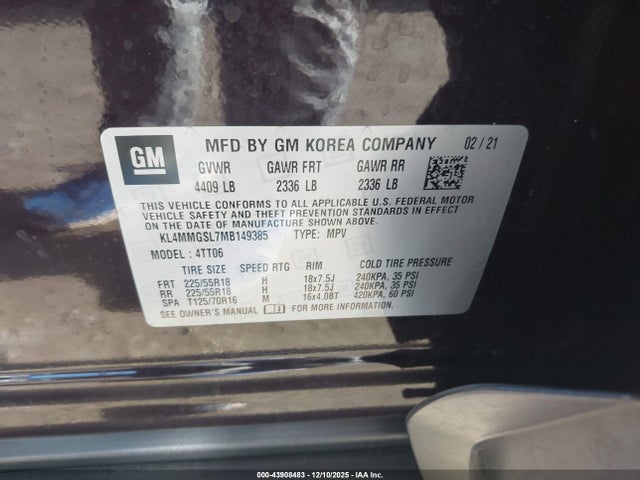 GM
MFD BY GM KOREA COMPANY 02 / 21
GVWR GAWR FRT GAWR RR
4409 LB 2336 LB 2336 LB
THIS VEHICLE CONFORMS TO ALL APPLICABLE U.S. FEDERAL MOTOR
VEHICLE SAFETY AND THEFT PREVENTION STANDARDS IN EFFECT ON
THE DATE OF MANUFACTURE SHOWN ABOVE.
KL4MMGSL7MB149385 TYPE: MPV
MODEL : 4TT06
TIRE SIZE SPEED RTG RIM COLD TIRE PRESSURE
FRT 225/55R18 H 18x7.5J 240KPA, 35 PSI
RR 225/55R18 H 18x7.5J 240KPA, 35 PSI
SPA T125/70R16 M 16x4.0BT 420KPA, 60 PSI
SEE OWNER'S MANUAL FOR MORE INFORMATION.
000-43908483 - 12/10/2025 - IAA Inc.